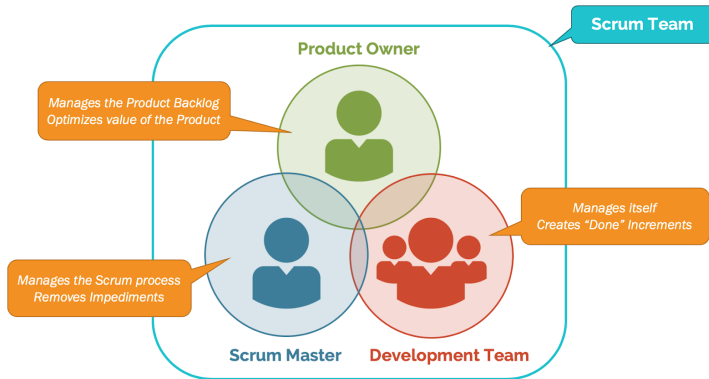 Scrum Team
Product Owner
Manages the Product Backlog
Optimizes value of the Product
Manages itself
Creates “Done” Increments
Manages the Scrum process
Removes Impediments
Scrum Master
Development Team